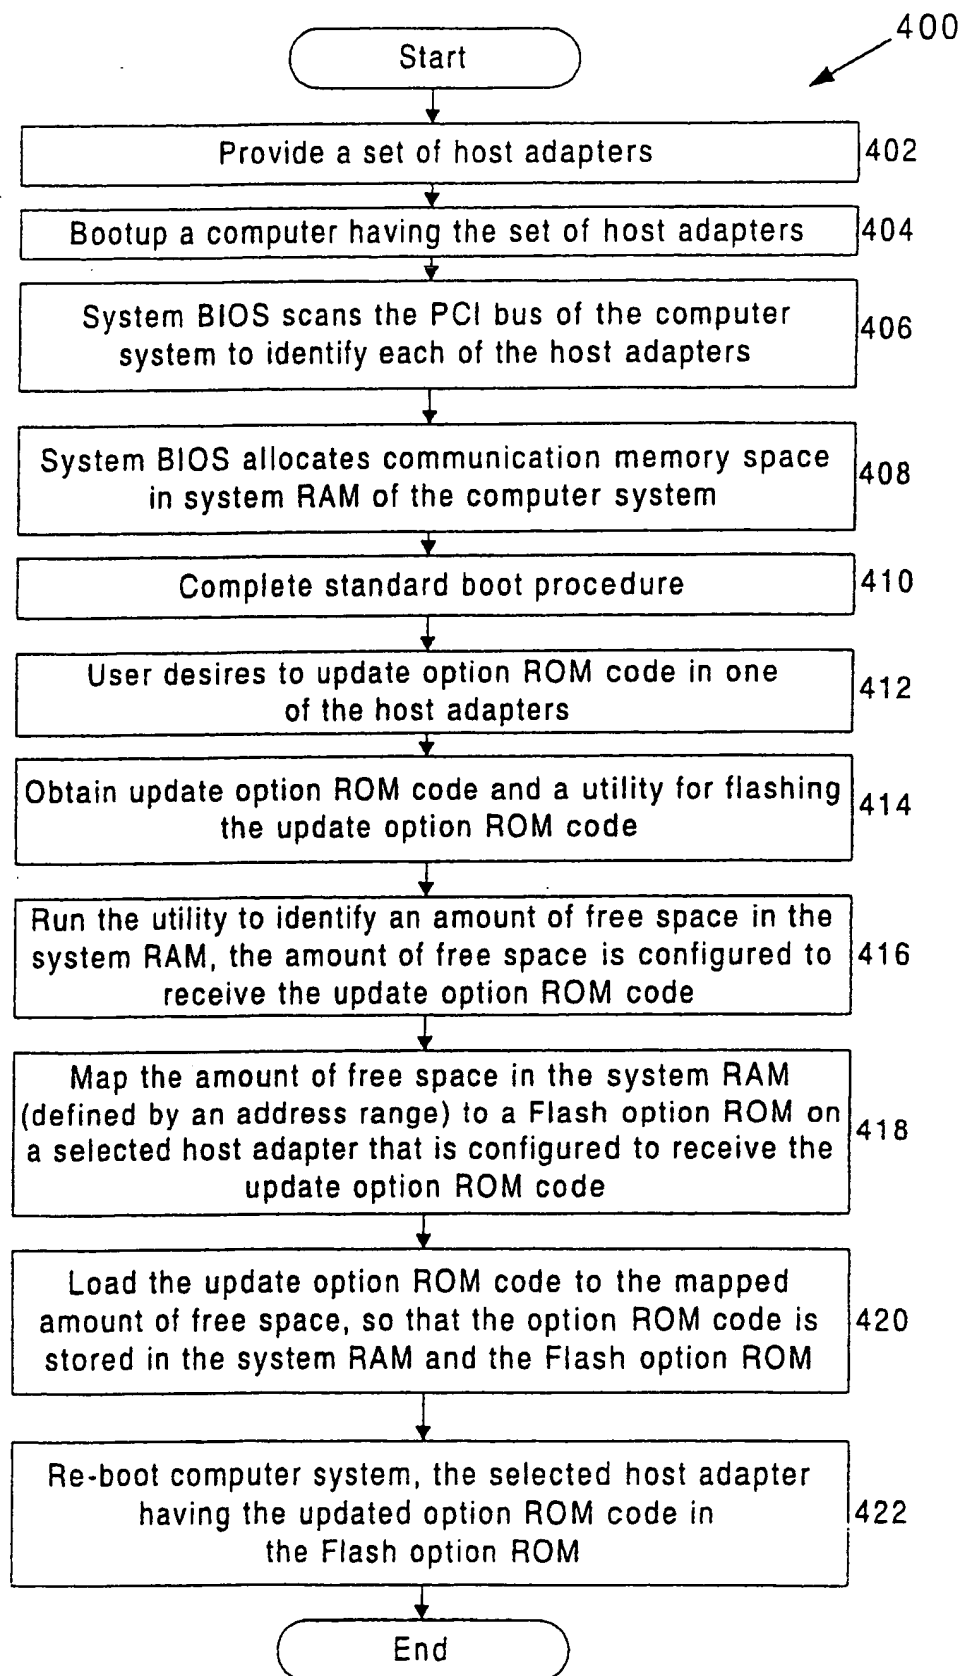 400
Start
Provide a set of host adapters
402
Bootup a computer having the set of host adapters
404
System BIOS scans the PCI bus of the computer
system to identify each of the host adapters
406
System BIOS allocates communication memory space
in system RAM of the computer system
408
Complete standard boot procedure
410
User desires to update option ROM code in one
of the host adapters
412
Obtain update option ROM code and a utility for flashing
the update option ROM code
414
Run the utility to identify an amount of free space in the
system RAM, the amount of free space is configured to
receive the update option ROM code
416
Map the amount of free space in the system RAM
(defined by an address range) to a Flash option ROM on
a selected host adapter that is configured to receive the
update option ROM code
418
Load the update option ROM code to the mapped
amount of free space, so that the option ROM code is
stored in the system RAM and the Flash option ROM
420
Re-boot computer system, the selected host adapter
having the updated option ROM code in
the Flash option ROM
422
End